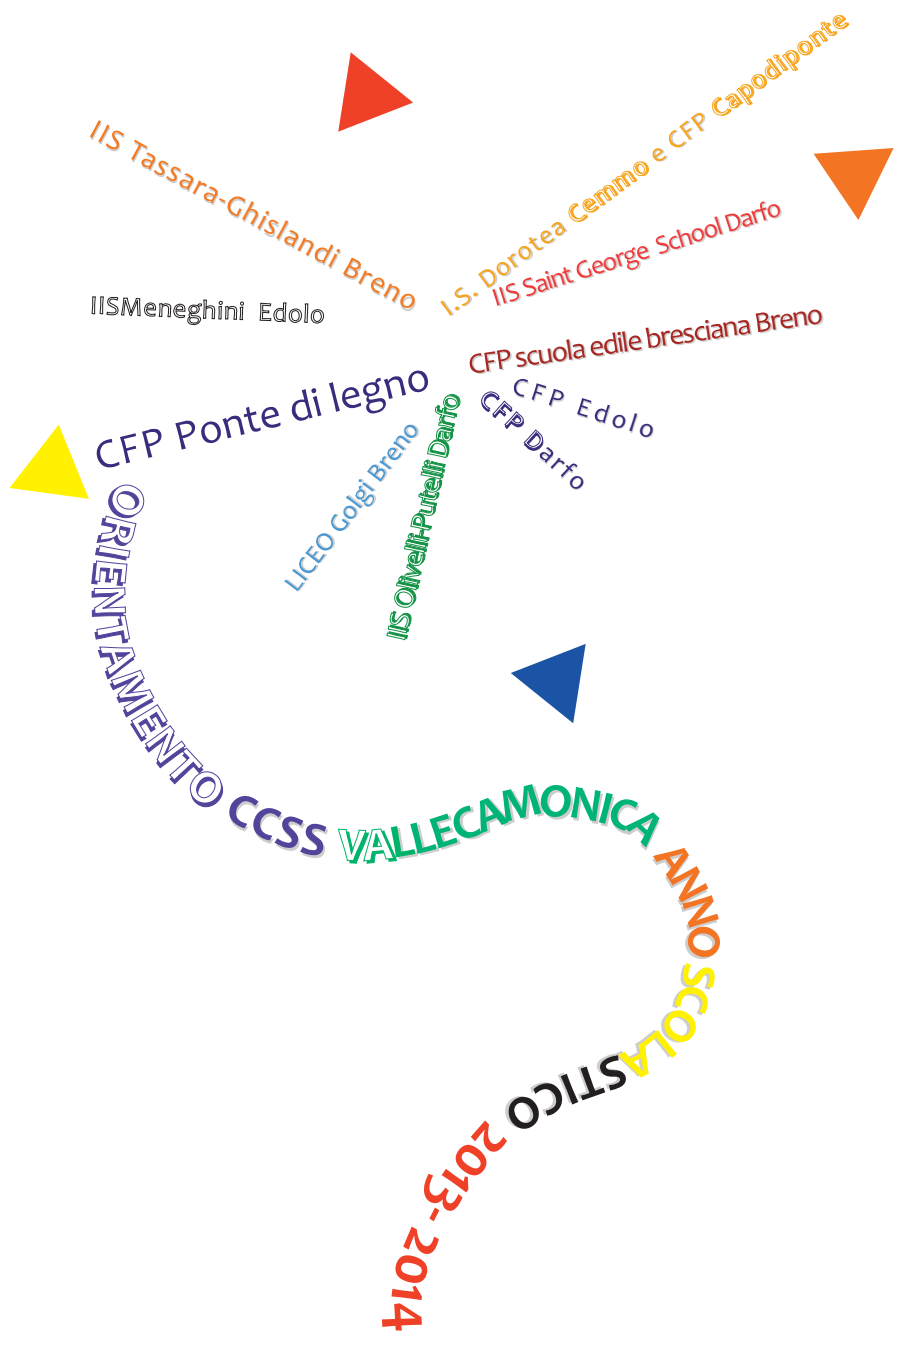 IIS Tassara-Ghislandi Breno
I.S. Dorotea Cemmo e CFP Capodiponte
IIS Saint George School Darfo
IISMeneghini Edolo
CFP scuola edile bresciana Breno
CFP Ponte di legno
CFP Edolo
CFP Darfo
LICEO Golgi Breno
IIS Olivelli-Putelli Darfo
ORIENTAMENTO CCSS VALLECAMONICA ANNO SCOLASTICO 2013-2014